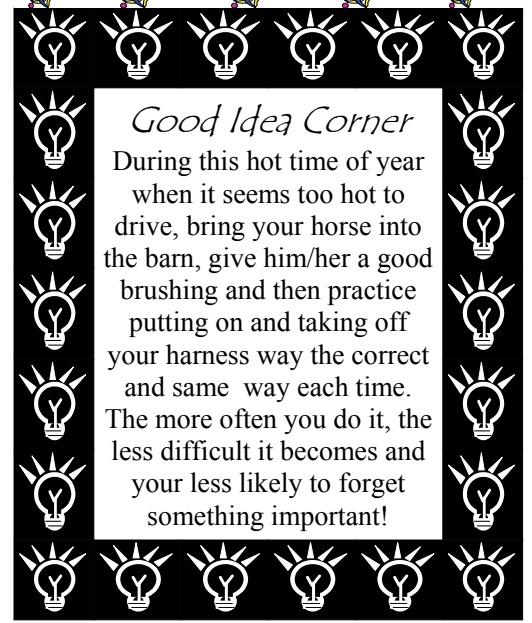 Good Idea Corner
During this hot time of year
when it seems too hot to
drive, bring your horse into
the barn, give him/her a good
brushing and then practice
putting on and taking off
your harness way the correct
and same  way each time.
The more often you do it, the
less difficult it becomes and
your less likely to forget
something important!